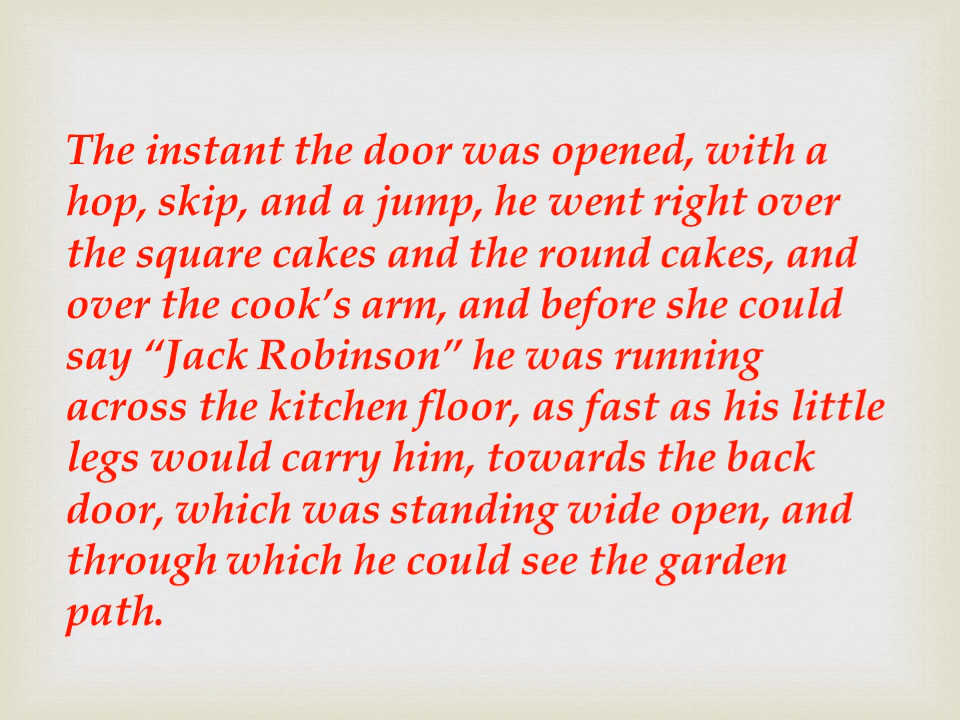 The instant the door was opened, with a
hop, skip, and a jump, he went right over
the square cakes and the round cakes, and
over the cook’s arm, and before she could
say “Jack Robinson” he was running
across the kitchen floor, as fast as his little
legs would carry him, towards the back
door, which was standing wide open, and
through which he could see the garden
path.